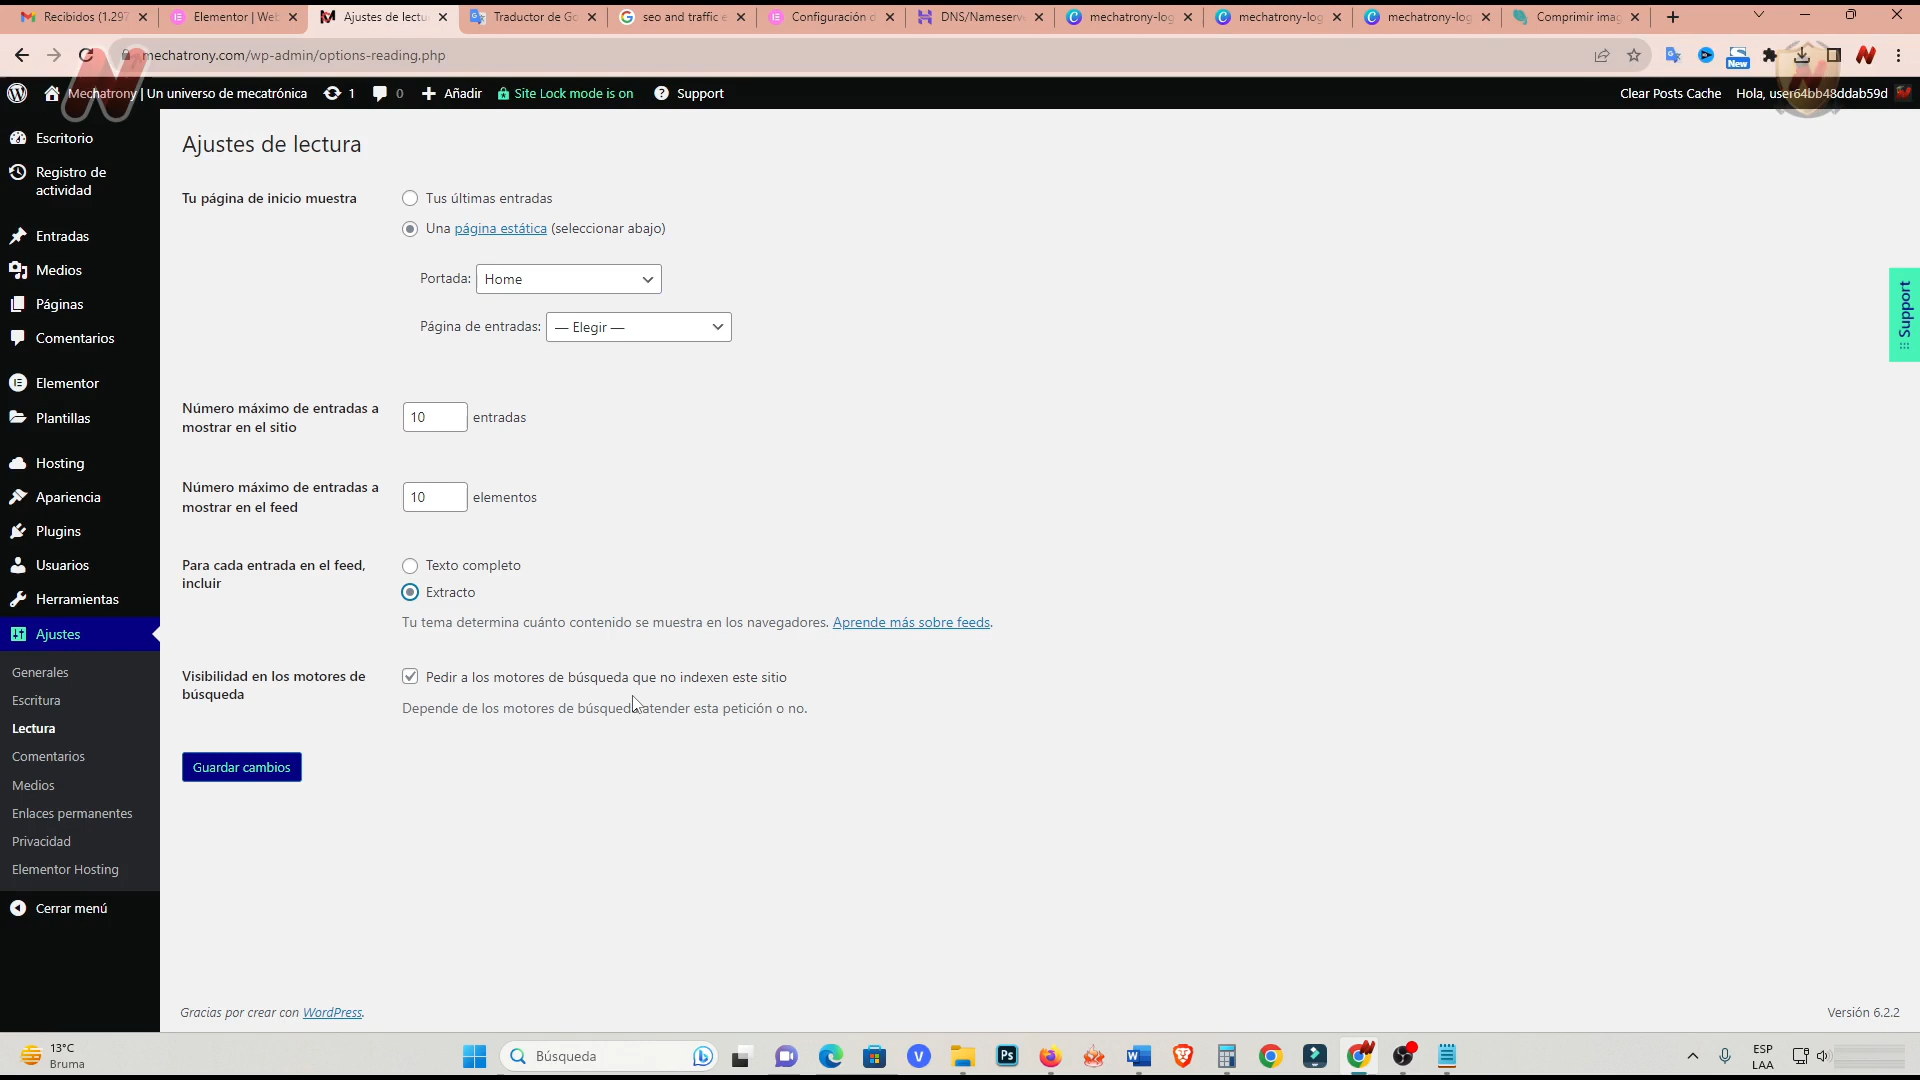 Recibidos (1.297
Elementor | Web
Ajustes de lectu
Traductor de Go
seo and traffic e
Configuración d
DNS/Nameserv
mechatrony-log
mechatrony-log
mechatrony-log
Comprimir imag
mechatrony.com/wp-admin/options-reading.php
New
Mechatrony | Un universo de mecatrónica
1
0
Añadir
Site Lock mode is on
Support
Clear Posts Cache
Hola, user64bb48ddab59d
Escritorio
Registro de
actividad
Entradas
Medios
Páginas
Comentarios
Elementor
Plantillas
Hosting
Apariencia
Plugins
Usuarios
Herramientas
Ajustes
Generales
Escritura
Lectura
Comentarios
Medios
Enlaces permanentes
Privacidad
Elementor Hosting
Cerrar menú
Ajustes de lectura
Tu página de inicio muestra
Tus últimas entradas
Una página estática (seleccionar abajo)
Portada: Home
Página de entradas: — Elegir —
Número máximo de entradas a
mostrar en el sitio
10 entradas
Número máximo de entradas a
mostrar en el feed
10 elementos
Para cada entrada en el feed,
incluir
Texto completo
Extracto
Tu tema determina cuánto contenido se muestra en los navegadores. Aprende más sobre feeds.
Visibilidad en los motores de
búsqueda
Pedir a los motores de búsqueda que no indexen este sitio
Depende de los motores de búsqueda atender esta petición o no.
Guardar cambios
Support
Gracias por crear con WordPress.
Versión 6.2.2
13°C
Bruma
Búsqueda
ESP
LAA